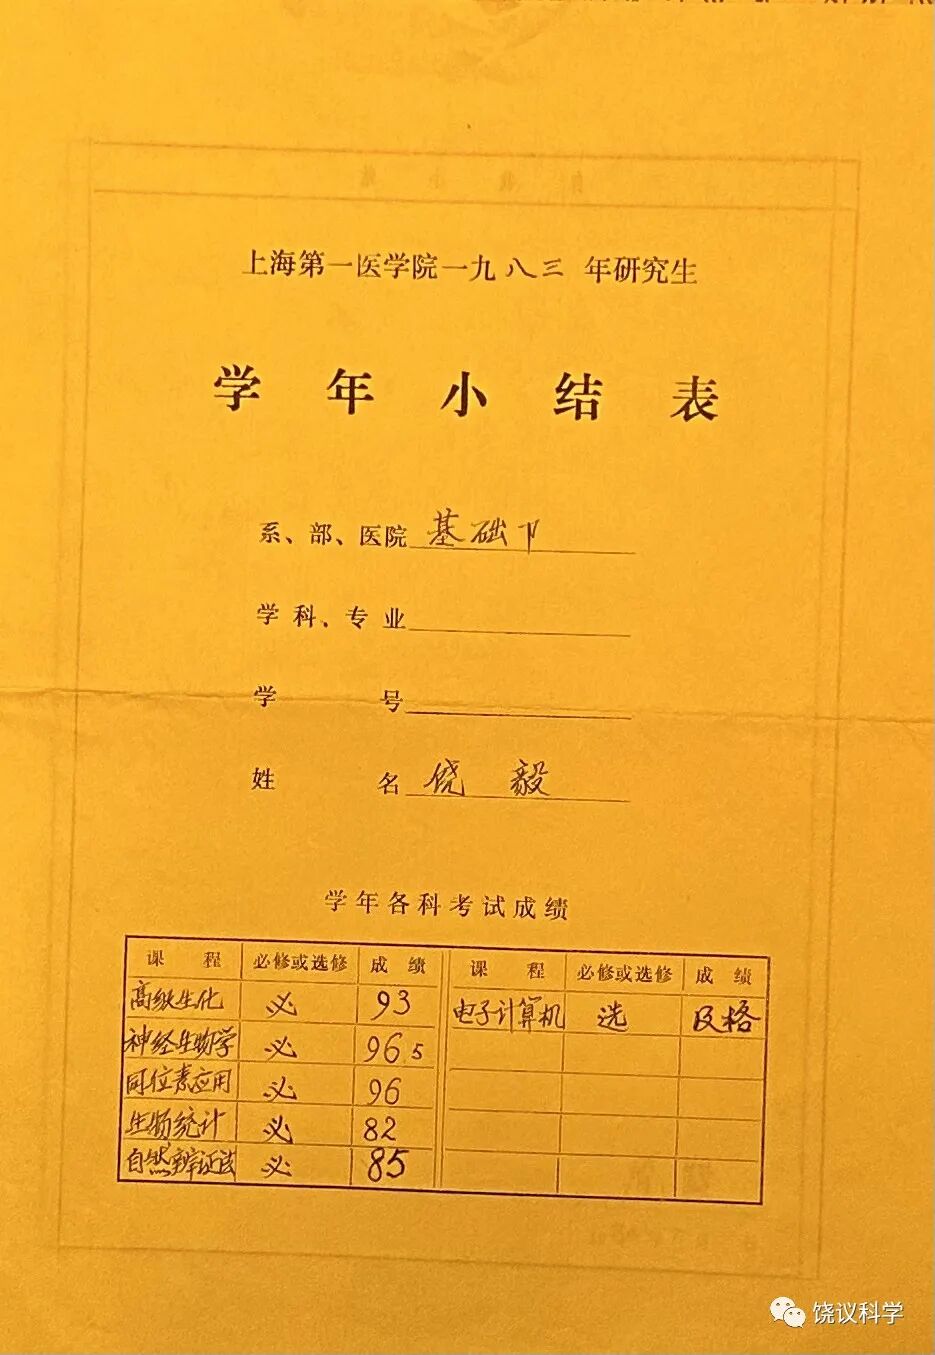 上海第一医学院一九八三 年研究生
学年小结表
系、部、医院 基础卩
学科、专业
学号
姓名 饶毅
学年各科考试成绩
课程 必修或选修 成绩 课程 必修或选修 成绩
高级生化 必 93 电子计算机 选 及格
神经生物学 必 96.5
同位素应用 必 96
生物统计 必 82
自然辩证法 必 85
饶议科学